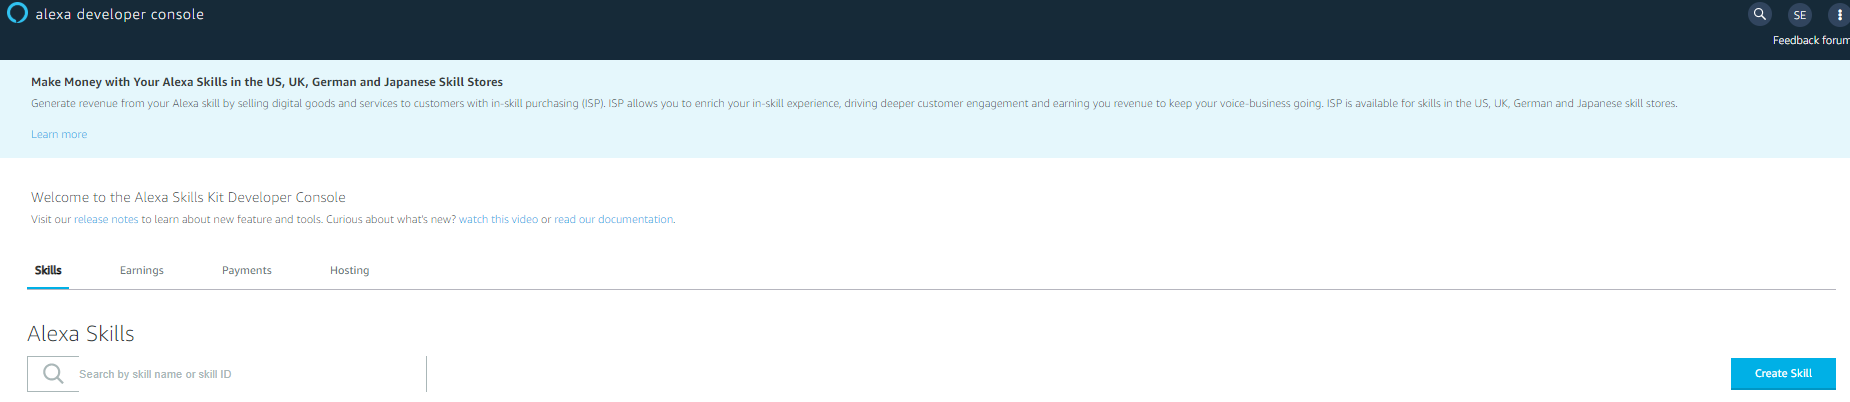 alexa developer console
SE
Feedback forum
Make Money with Your Alexa Skills in the US, UK, German and Japanese Skill Stores
Generate revenue from your Alexa skill by selling digital goods and services to customers with in-skill purchasing (ISP). ISP allows you to enrich your in-skill experience, driving deeper customer engagement and earning you revenue to keep your voice-business going. ISP is available for skills in the US, UK, German and Japanese skill stores.
Learn more
Welcome to the Alexa Skills Kit Developer Console
Visit our release notes to learn about new feature and tools. Curious about what's new? watch this video or read our documentation.
Skills Earnings Payments Hosting
Alexa Skills
Search by skill name or skill ID
Create Skill